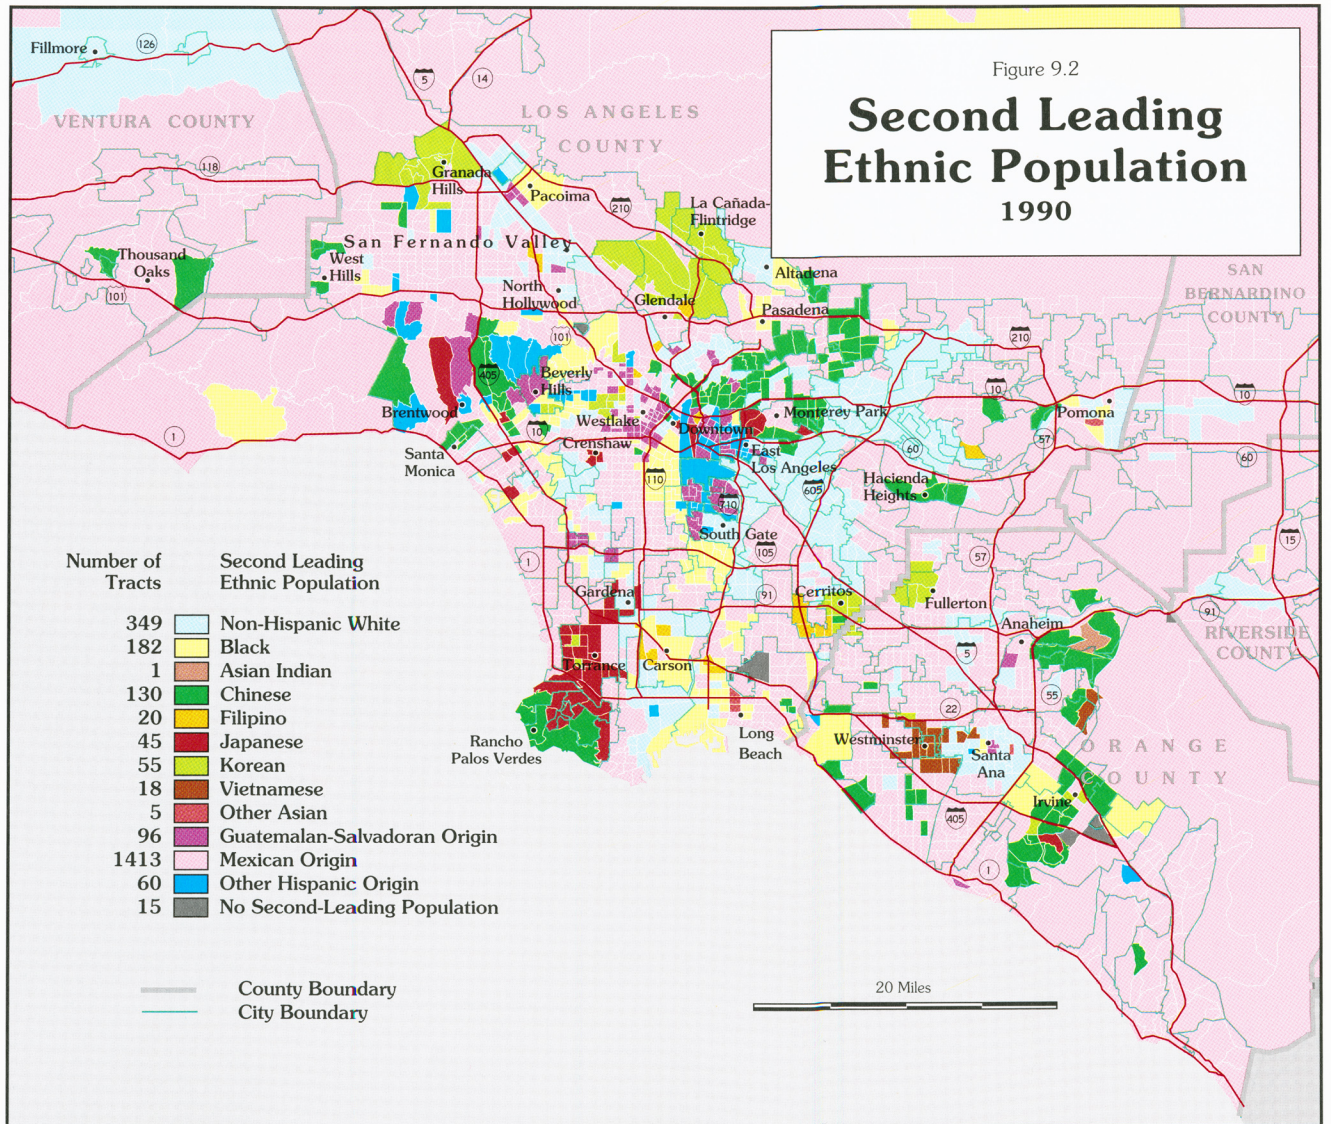 Figure 9.2
Second Leading
Ethnic Population
1990
Fillmore
126
5
14
VENTURA COUNTY
LOS ANGELES
COUNTY
118
Granada
Hills
Pacoima
210
La Cañada-
Flintridge
San Fernando Valley
Thousand
Oaks
101
West
Hills
North
Hollywood
Glendale
Altadena
Pasadena
SAN
BERNARDINO
COUNTY
101
210
405
Beverly
Hills
10
10
Brentwood
Westlake
Downtown
Monterey Park
Pomona
1
10
Crenshaw
57
60
60
Santa
Monica
East
Los Angeles
110
605
Hacienda
Heights
710
South Gate
105
15
1
57
Gardena
91
Cerritos
Fullerton
91
Anaheim
RIVERSIDE
COUNTY
5
Torrance
Carson
55
22
Rancho
Palos Verdes
Long
Beach
Westminster
Santa
Ana
ORANGE
COUNTY
Irvine
405
1
Number of
Tracts
Second Leading
Ethnic Population
349 Non-Hispanic White
182 Black
1 Asian Indian
130 Chinese
20 Filipino
45 Japanese
55 Korean
18 Vietnamese
5 Other Asian
96 Guatemalan-Salvadoran Origin
1413 Mexican Origin
60 Other Hispanic Origin
15 No Second-Leading Population
County Boundary
City Boundary
20 Miles